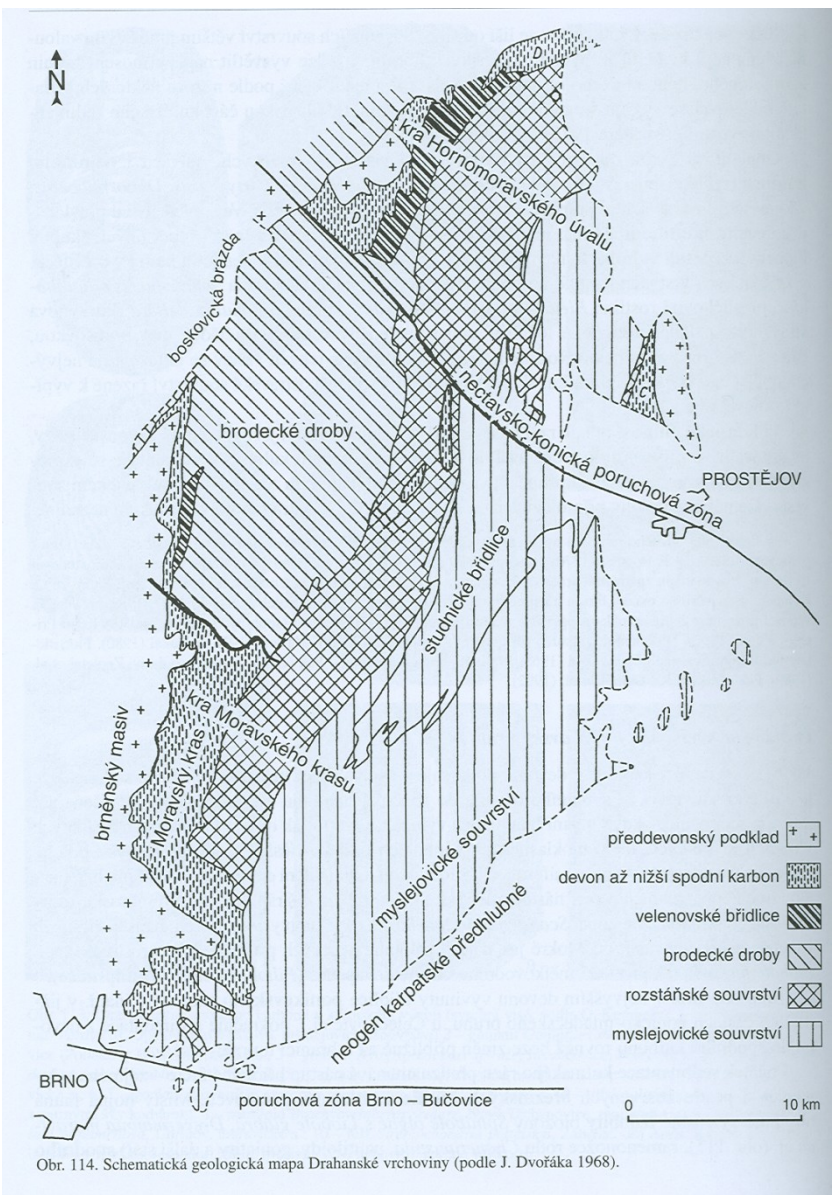 N
D
kra Hornomoravského úvalu
D
boskovická brázda
brodecké droby
nectavsko-konická poruchová zóna
C
PROSTĚJOV
A
studnické břidlice
kra Moravského krasu
brněnský masiv
Moravský kras
myslejovické souvrství
neogén karpatské předhlubně
předdevonský podklad
devon až nižší spodní karbon
velenovské břidlice
brodecké droby
rozstáňské souvrství
myslejovické souvrství
BRNO
poruchová zóna Brno – Bučovice
0 10 km
Obr. 114. Schematická geologická mapa Drahanské vrchoviny (podle J. Dvořáka 1968).